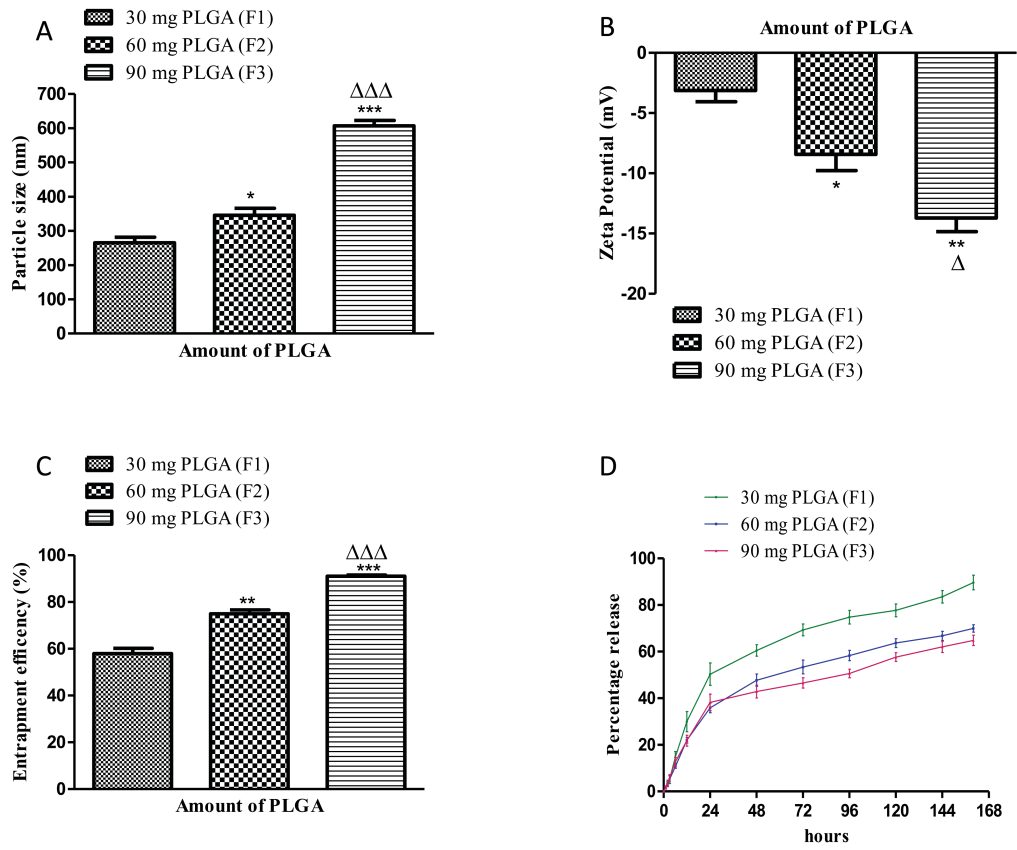 A
30 mg PLGA (F1)
60 mg PLGA (F2)
90 mg PLGA (F3)
700
600
500
400
300
200
100
0
Particle size (nm)
*
ΔΔΔ
***
Amount of PLGA
B
Amount of PLGA
0
-5
-10
-15
-20
Zeta Potential (mV)
*
**
Δ
30 mg PLGA (F1)
60 mg PLGA (F2)
90 mg PLGA (F3)
C
30 mg PLGA (F1)
60 mg PLGA (F2)
90 mg PLGA (F3)
100
80
60
40
20
0
Entrapment efficency (%)
**
ΔΔΔ
***
Amount of PLGA
D
30 mg PLGA (F1)
60 mg PLGA (F2)
90 mg PLGA (F3)
100
80
60
40
20
0
Percentage release
0 24 48 72 96 120 144 168
hours